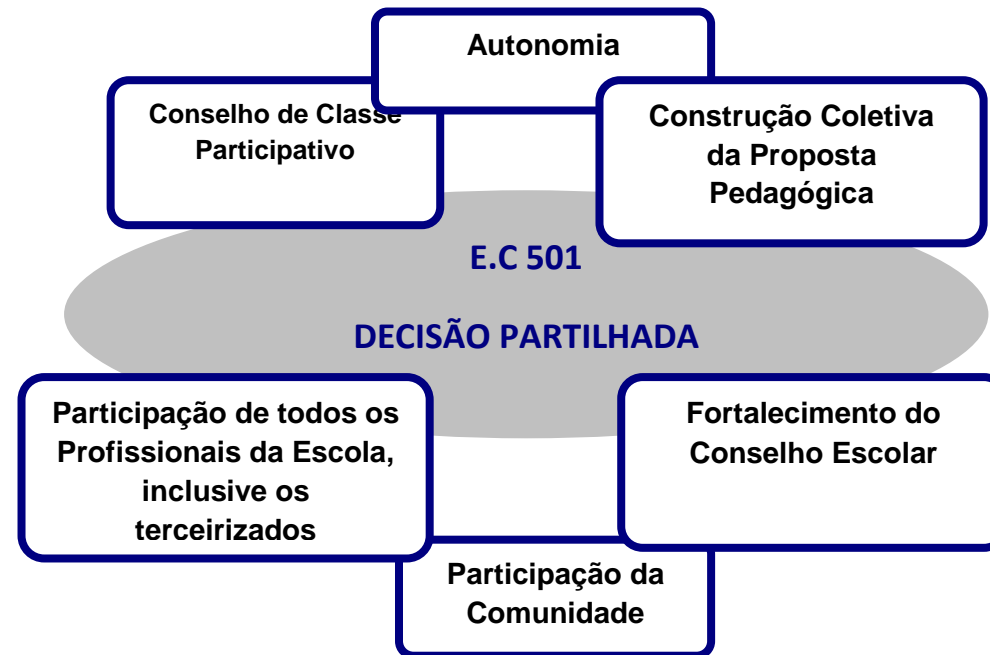 Autonomia
Conselho de Classe
Participativo
Construção Coletiva
da Proposta
Pedagógica
E.C 501
DECISÃO PARTILHADA
Participação de todos os
Profissionais da Escola,
inclusive os
terceirizados
Fortalecimento do
Conselho Escolar
Participação da
Comunidade